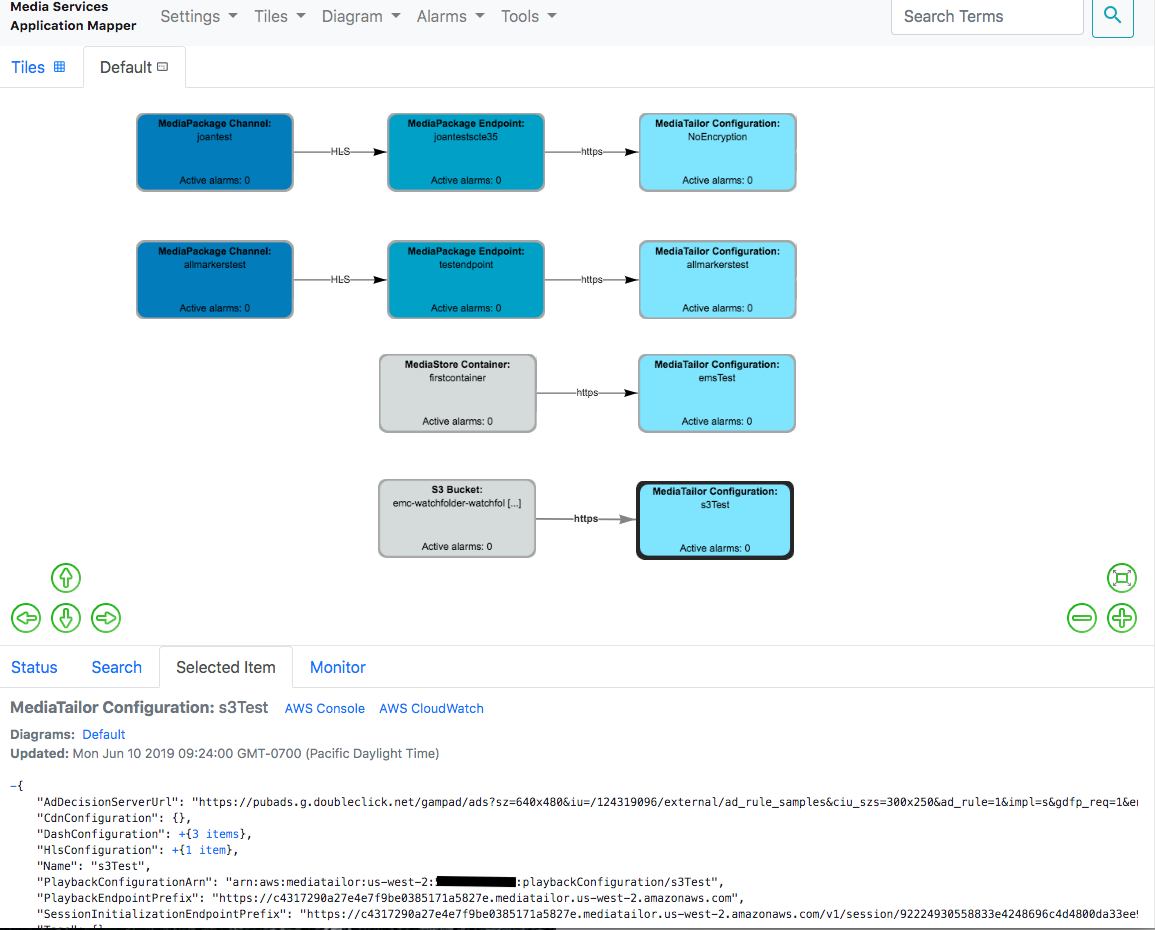 Media Services
Application Mapper
Settings Tiles Diagram Alarms Tools
Search Terms
Tiles Default
MediaPackage Channel: MediaPackage Endpoint: MediaTailor Configuration:
joantest joantestscte35 NoEncryption
HLS https
Active alarms: 0 Active alarms: 0 Active alarms: 0
MediaPackage Channel: MediaPackage Endpoint: MediaTailor Configuration:
allmarkerstest testendpoint allmarkerstest
HLS https
Active alarms: 0 Active alarms: 0 Active alarms: 0
MediaStore Container: MediaTailor Configuration:
firstcontainer emsTest
https
Active alarms: 0 Active alarms: 0
S3 Bucket: MediaTailor Configuration:
emc-watchfolder-watchfol [...] s3Test
https
Active alarms: 0 Active alarms: 0
Status Search Selected Item Monitor
MediaTailor Configuration: s3Test AWS Console AWS CloudWatch
Diagrams: Default
Updated: Mon Jun 10 2019 09:24:00 GMT-0700 (Pacific Daylight Time)
−{
"AdDecisionServerUrl": "https://pubads.g.doubleclick.net/gampad/ads?sz=640x480&iu=/124319096/external/ad_rule_samples&ciu_szs=300x250&ad_rule=1&impl=s&gdfp_req=1&en
"CdnConfiguration": {},
"DashConfiguration": +{3 items},
"HlsConfiguration": +{1 item},
"Name": "s3Test",
"PlaybackConfigurationArn": "arn:aws:mediatailor:us-west-2: :playbackConfiguration/s3Test",
"PlaybackEndpointPrefix": "https://c4317290a27e4e7f9be0385171a5827e.mediatailor.us-west-2.amazonaws.com",
"SessionInitializationEndpointPrefix": "https://c4317290a27e4e7f9be0385171a5827e.mediatailor.us-west-2.amazonaws.com/v1/session/92224930558833e4248696c4d4800da33ee9